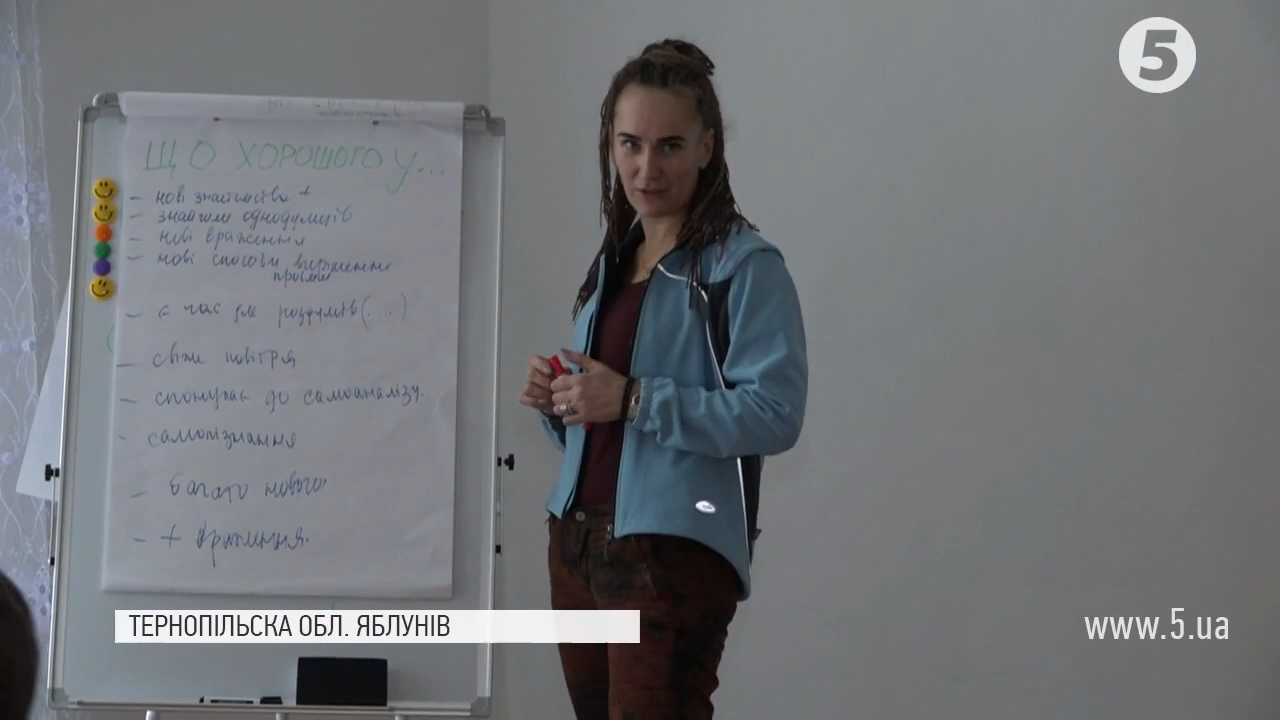 5
ЩО ХОРОШОГО У...
- нові знайомства +
- знайшли однодумців
- нові враження
- нові способи вирішення
проблем
- є час для роздумів (...)
- свіже повітря
- спонукає до самоаналізу.
- самопізнання
- багато нового
- + враження.
ТЕРНОПІЛЬСКА ОБЛ. ЯБЛУНІВ
www.5.ua